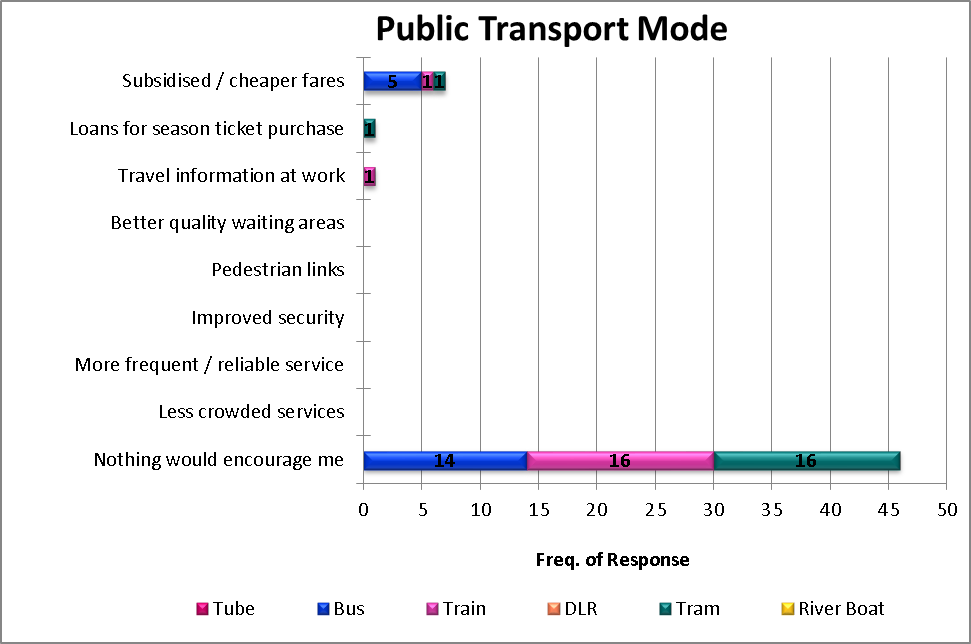 Public Transport Mode
Subsidised / cheaper fares 5 1 1
Loans for season ticket purchase 1
Travel information at work 1
Better quality waiting areas
Pedestrian links
Improved security
More frequent / reliable service
Less crowded services
Nothing would encourage me 14 16 16
0 5 10 15 20 25 30 35 40 45 50
Freq. of Response
Tube Bus Train DLR Tram River Boat